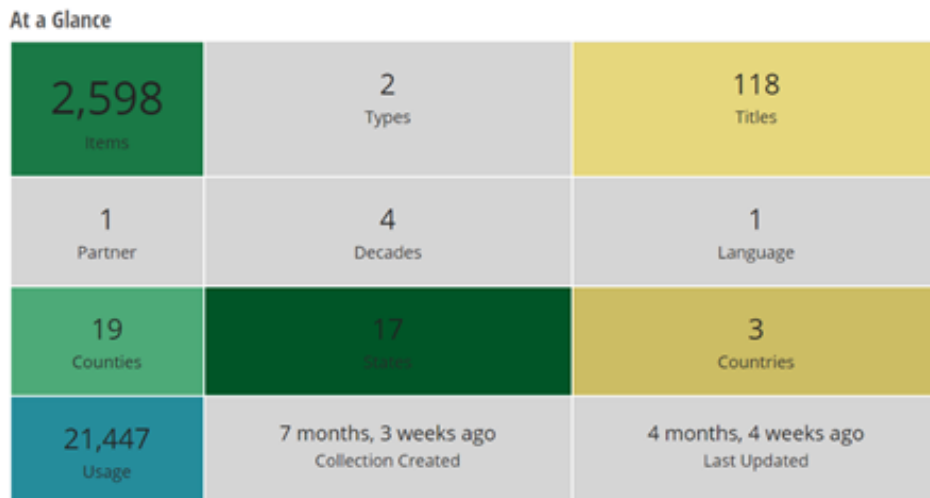 At a Glance
2,598
Items
2
Types
118
Titles
1
Partner
4
Decades
1
Language
19
Counties
17
States
3
Countries
21,447
Usage
7 months, 3 weeks ago
Collection Created
4 months, 4 weeks ago
Last Updated